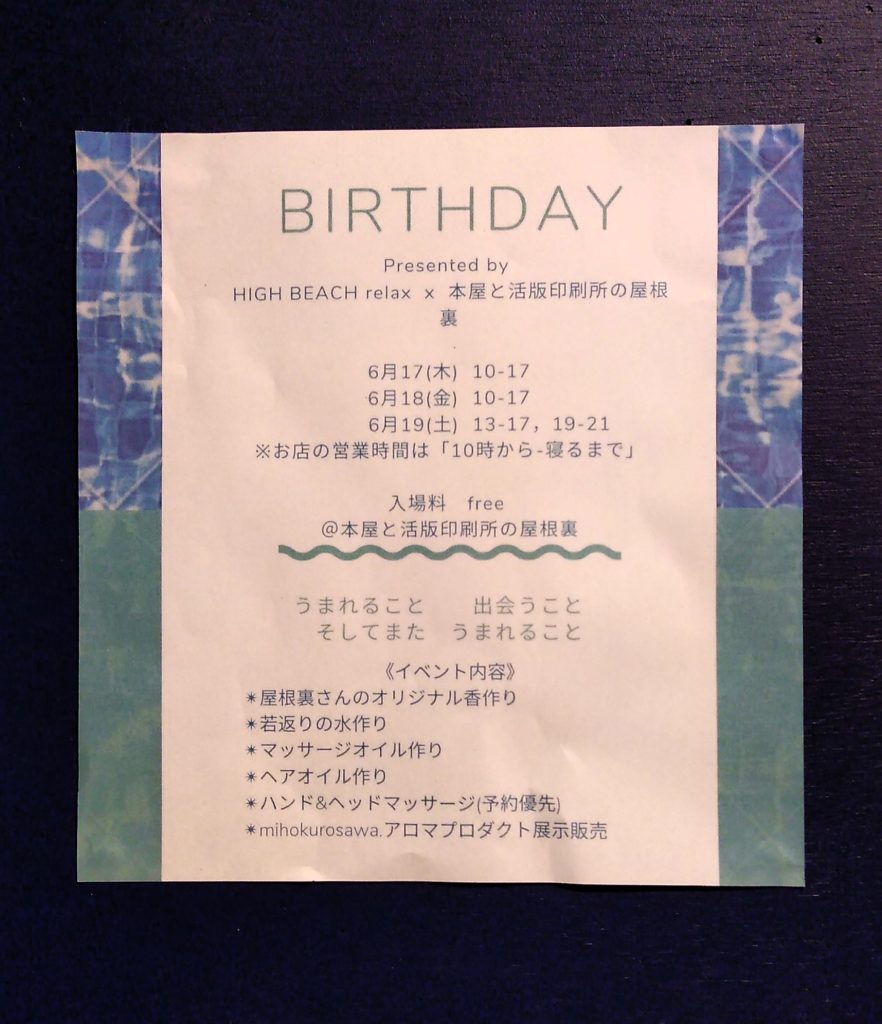 BIRTHDAY
Presented by
HIGH BEACH relax x 本屋と活版印刷所の屋根
裏
6月17(木) 10-17
6月18(金) 10-17
6月19(土) 13-17, 19-21
※お店の営業時間は「10時から-寝るまで」
入場料 free
@本屋と活版印刷所の屋根裏
うまれること 出会うこと
そしてまた うまれること
《イベント内容》
✴屋根裏さんのオリジナル香作り
✴若返りの水作り
✴マッサージオイル作り
✴ヘアオイル作り
✴ハンド&ヘッドマッサージ(予約優先)
✴mihokurosawa.アロマプロダクト展示販売